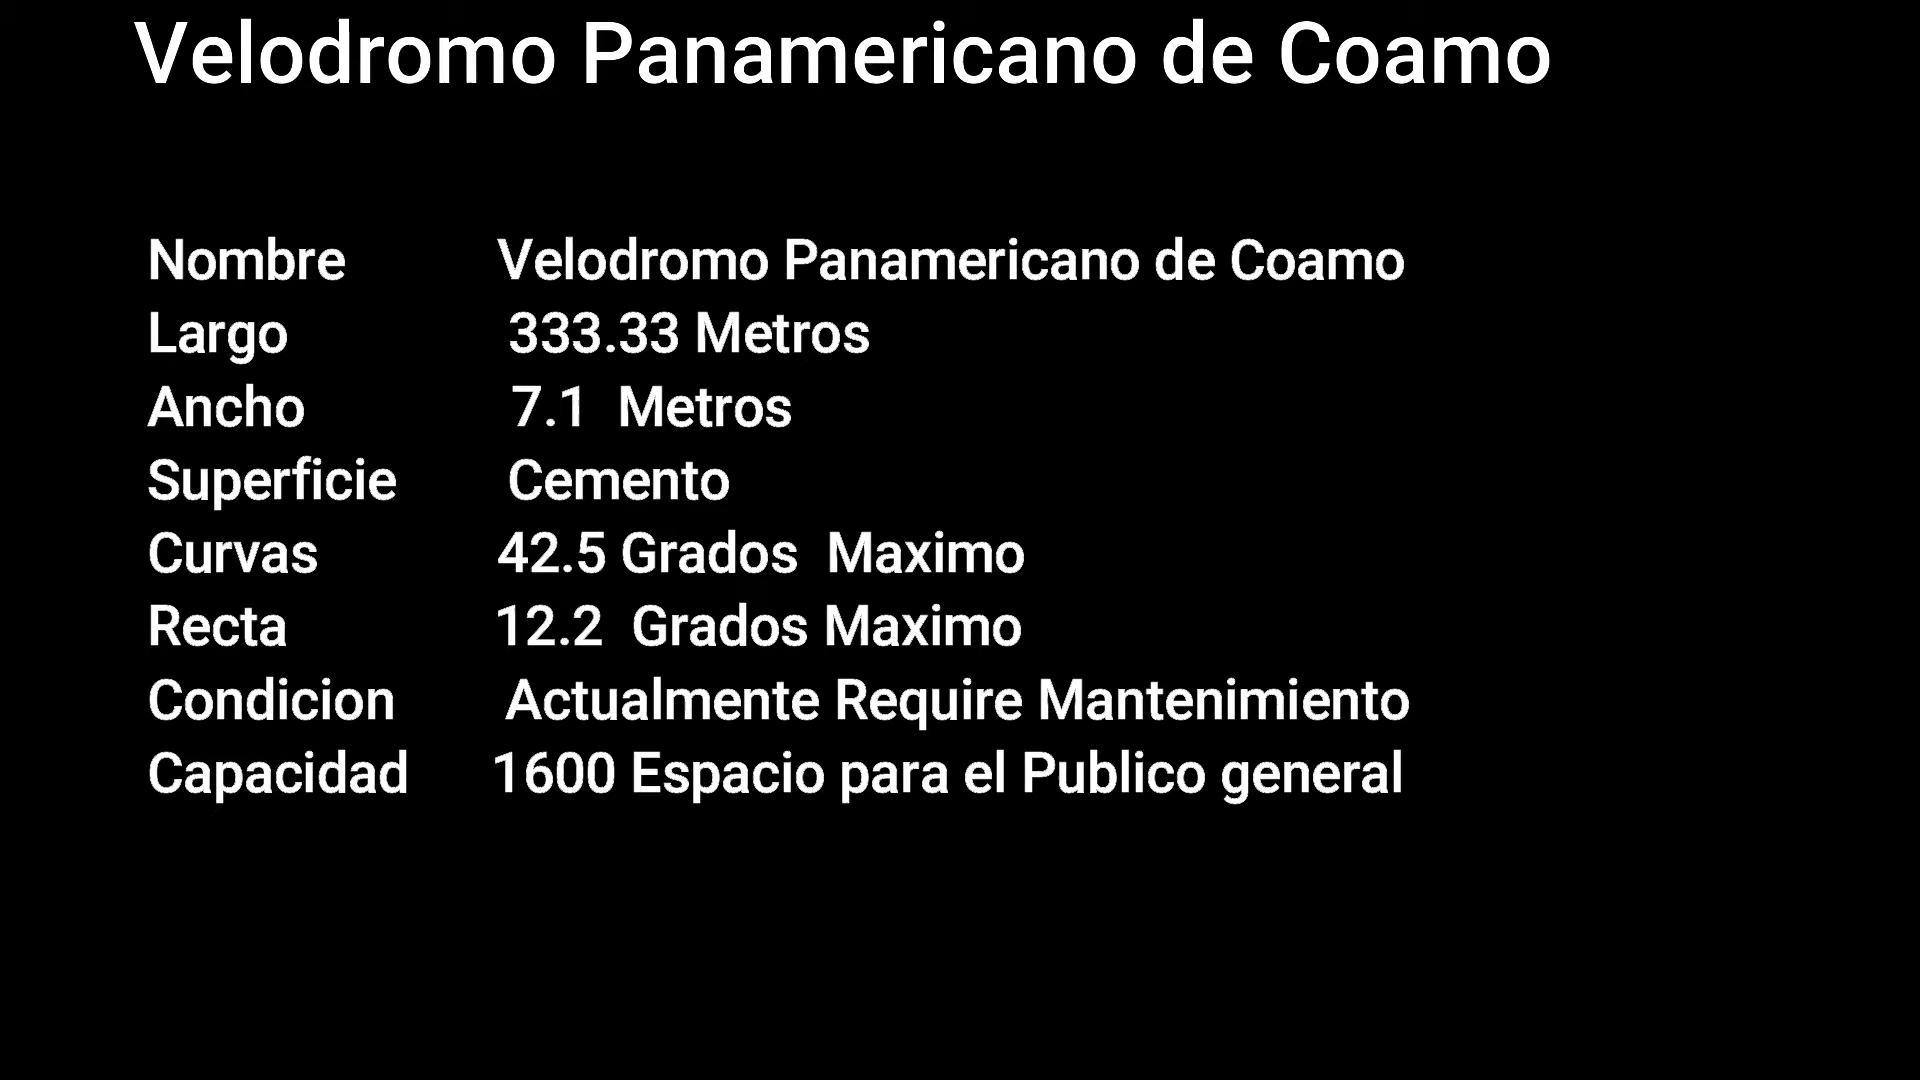 Velodromo Panamericano de Coamo
Nombre Velodromo Panamericano de Coamo
Largo 333.33 Metros
Ancho 7.1 Metros
Superficie Cemento
Curvas 42.5 Grados Maximo
Recta 12.2 Grados Maximo
Condicion Actualmente Require Mantenimiento
Capacidad 1600 Espacio para el Publico general